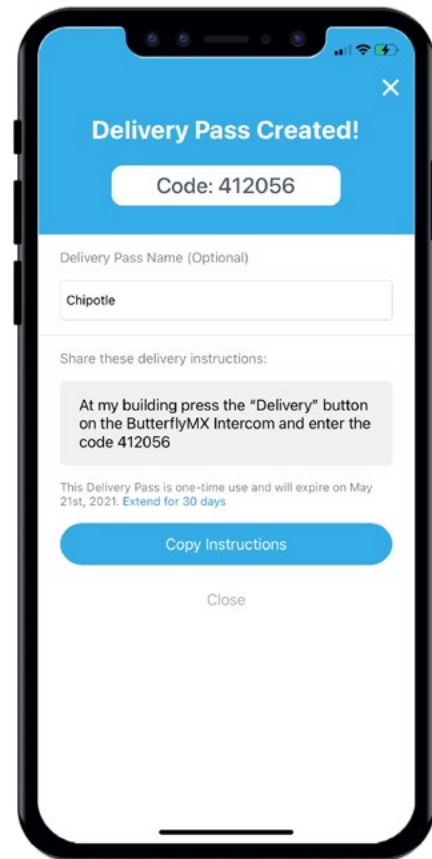 Delivery Pass Created!
Code: 412056
Delivery Pass Name (Optional)
Chipotle
Share these delivery instructions:
At my building press the “Delivery” button
on the ButterflyMX Intercom and enter the
code 412056
This Delivery Pass is one-time use and will expire on May
21st, 2021. Extend for 30 days
Copy Instructions
Close